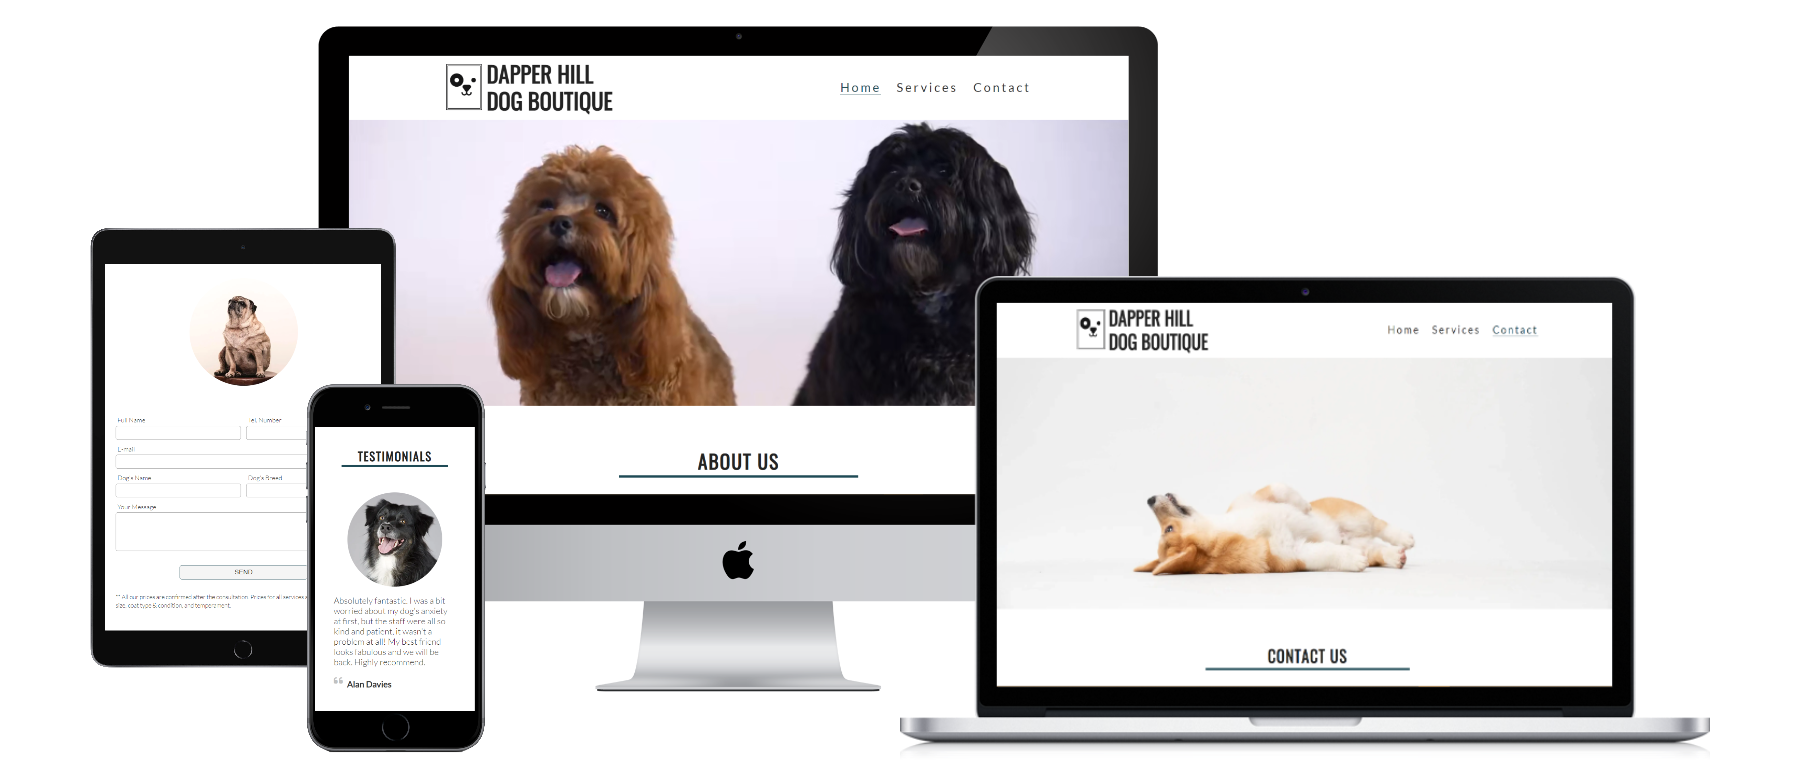 DAPPER HILL
DOG BOUTIQUE
Home Services Contact
ABOUT US
Full Name
Tel. Number
E-mail
Dog's Name
Dog's Breed
Your Message
SEND
** All our prices are confirmed after the consultation. Prices for all services
size, coat type & condition, and temperament.
TESTIMONIALS
Absolutely fantastic. I was a bit
worried about my dog's anxiety
at first, but the staff were all so
kind and patient, it wasn't a
problem at all! My best friend
looks fabulous and we will be
back. Highly recommend.
Alan Davies
DAPPER HILL
DOG BOUTIQUE
Home Services Contact
CONTACT US